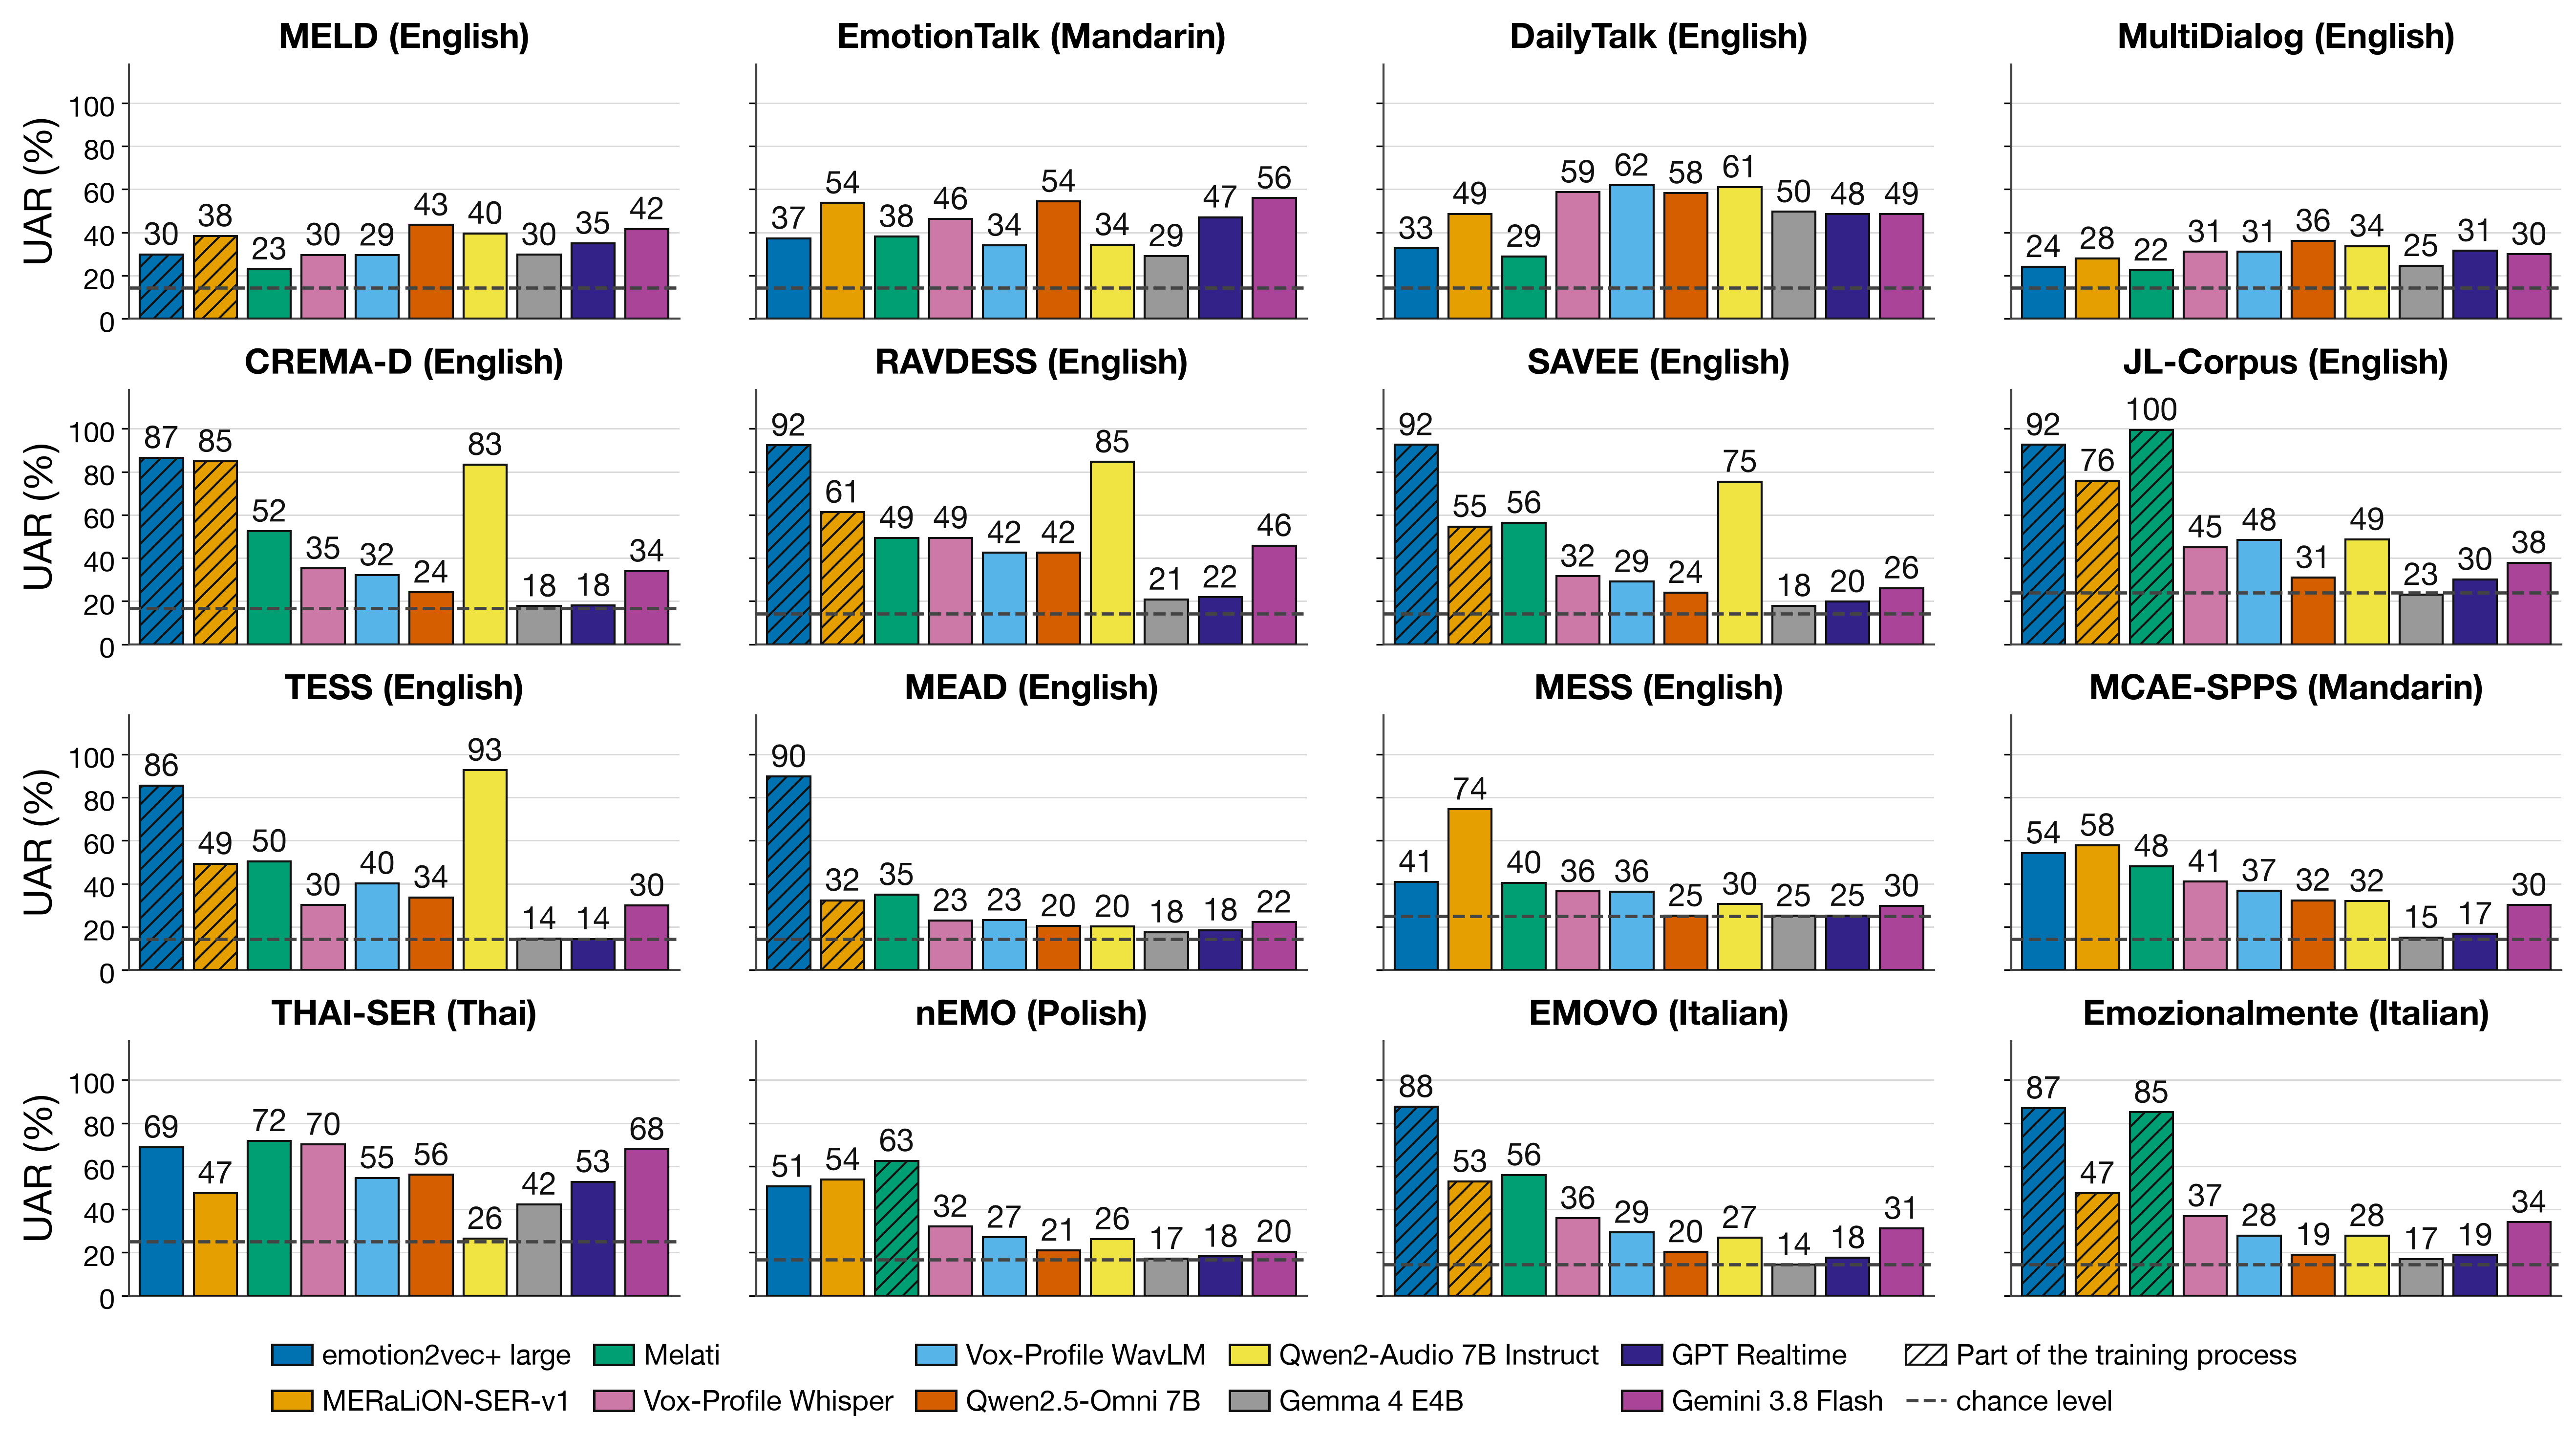 MELD (English) EmotionTalk (Mandarin) DailyTalk (English) MultiDialog (English)
UAR (%)
100
80
60
40
20
0
30 38 23 30 29 43 40 30 35 42
37 54 38 46 34 54 34 29 47 56
33 49 29 59 62 58 61 50 48 49
24 28 22 31 31 36 34 25 31 30
CREMA-D (English) RAVDESS (English) SAVEE (English) JL-Corpus (English)
UAR (%)
100
80
60
40
20
0
87 85 52 35 32 24 83 18 18 34
92 61 49 49 42 42 85 21 22 46
92 55 56 32 29 24 75 18 20 26
92 76 100 45 48 31 49 23 30 38
TESS (English) MEAD (English) MESS (English) MCAE-SPPS (Mandarin)
UAR (%)
100
80
60
40
20
0
86 49 50 30 40 34 93 14 14 30
90 32 35 23 23 20 20 18 18 22
41 74 40 36 36 25 30 25 25 30
54 58 48 41 37 32 32 15 17 30
THAI-SER (Thai) nEMO (Polish) EMOVO (Italian) Emozionalmente (Italian)
UAR (%)
100
80
60
40
20
0
69 47 72 70 55 56 26 42 53 68
51 54 63 32 27 21 26 17 18 20
88 53 56 36 29 20 27 14 18 31
87 47 85 37 28 19 28 17 19 34
emotion2vec+ large Melati Vox-Profile WavLM Qwen2-Audio 7B Instruct GPT Realtime Part of the training process
MERaLiON-SER-v1 Vox-Profile Whisper Qwen2.5-Omni 7B Gemma 4 E4B Gemini 3.8 Flash chance level